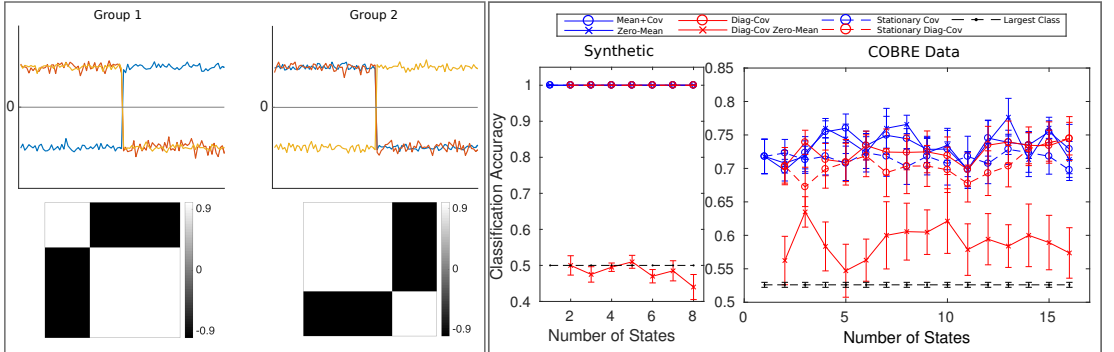 Group 1
Group 2
0
0
0.9
0
-0.9
0.9
0
-0.9
Mean+Cov
Zero-Mean
Diag-Cov
Diag-Cov Zero-Mean
Stationary Cov
Stationary Diag-Cov
Largest Class
Synthetic
COBRE Data
Classification Accuracy
1
0.9
0.8
0.7
0.6
0.5
0.4
2 4 6 8
Number of States
0.85
0.8
0.75
0.7
0.65
0.6
0.55
0.5
0 5 10 15
Number of States